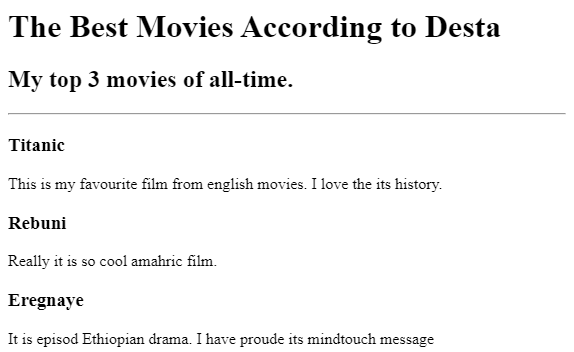 The Best Movies According to Desta
My top 3 movies of all-time.
Titanic
This is my favourite film from english movies. I love the its history.
Rebuni
Really it is so cool amahric film.
Eregnaye
It is episod Ethiopian drama. I have proude its mindtouch message